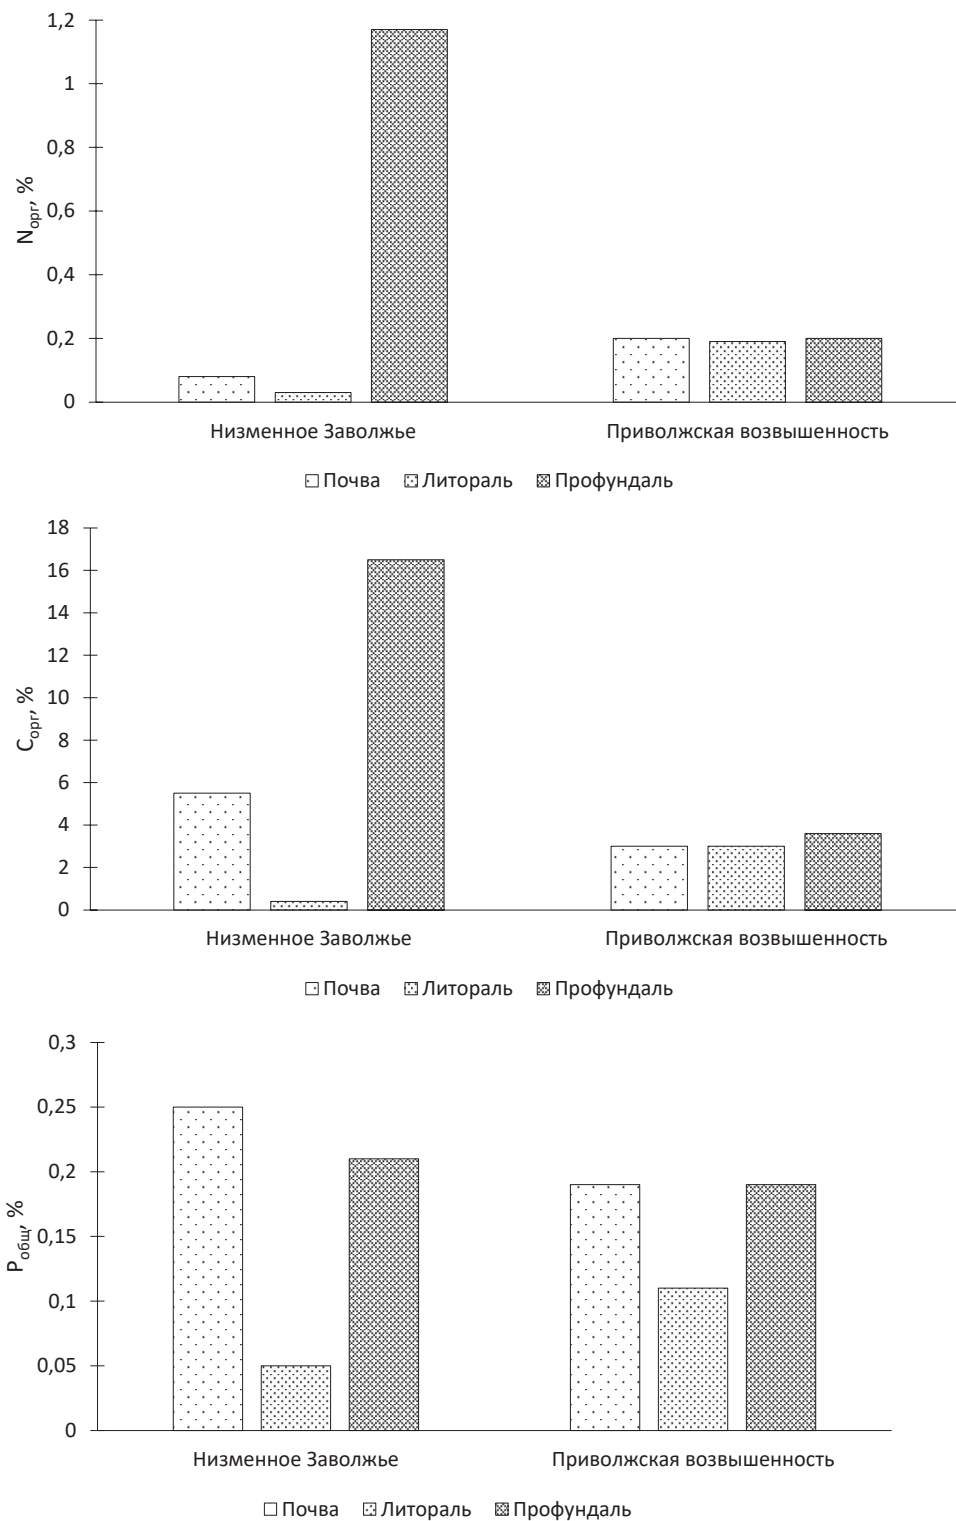 1,2
1
0,8
0,6
0,4
0,2
0
Nорг, %
Низменное Заволжье Приволжская возвышенность
Почва Литораль Профундаль
18
16
14
12
10
8
6
4
2
0
Cорг, %
Низменное Заволжье Приволжская возвышенность
Почва Литораль Профундаль
0,3
0,25
0,2
0,15
0,1
0,05
0
Pобщ, %
Низменное Заволжье Приволжская возвышенность
Почва Литораль Профундаль